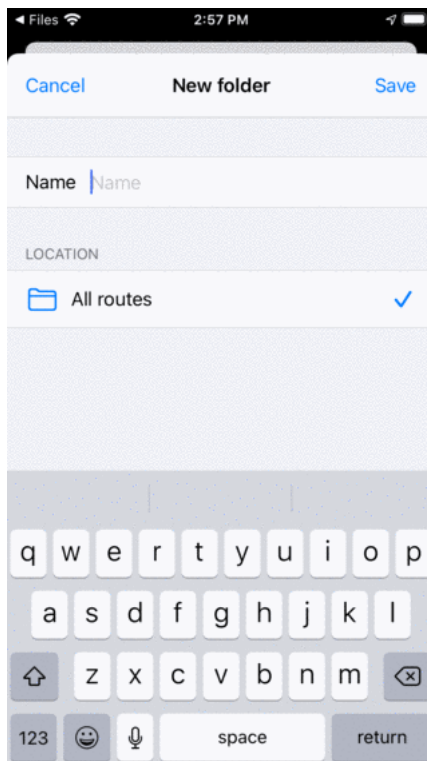 Files 2:57 PM
Cancel New folder Save
Name Name
LOCATION
All routes
q w e r t y u i o p
a s d f g h j k l
z x c v b n m
123 space return